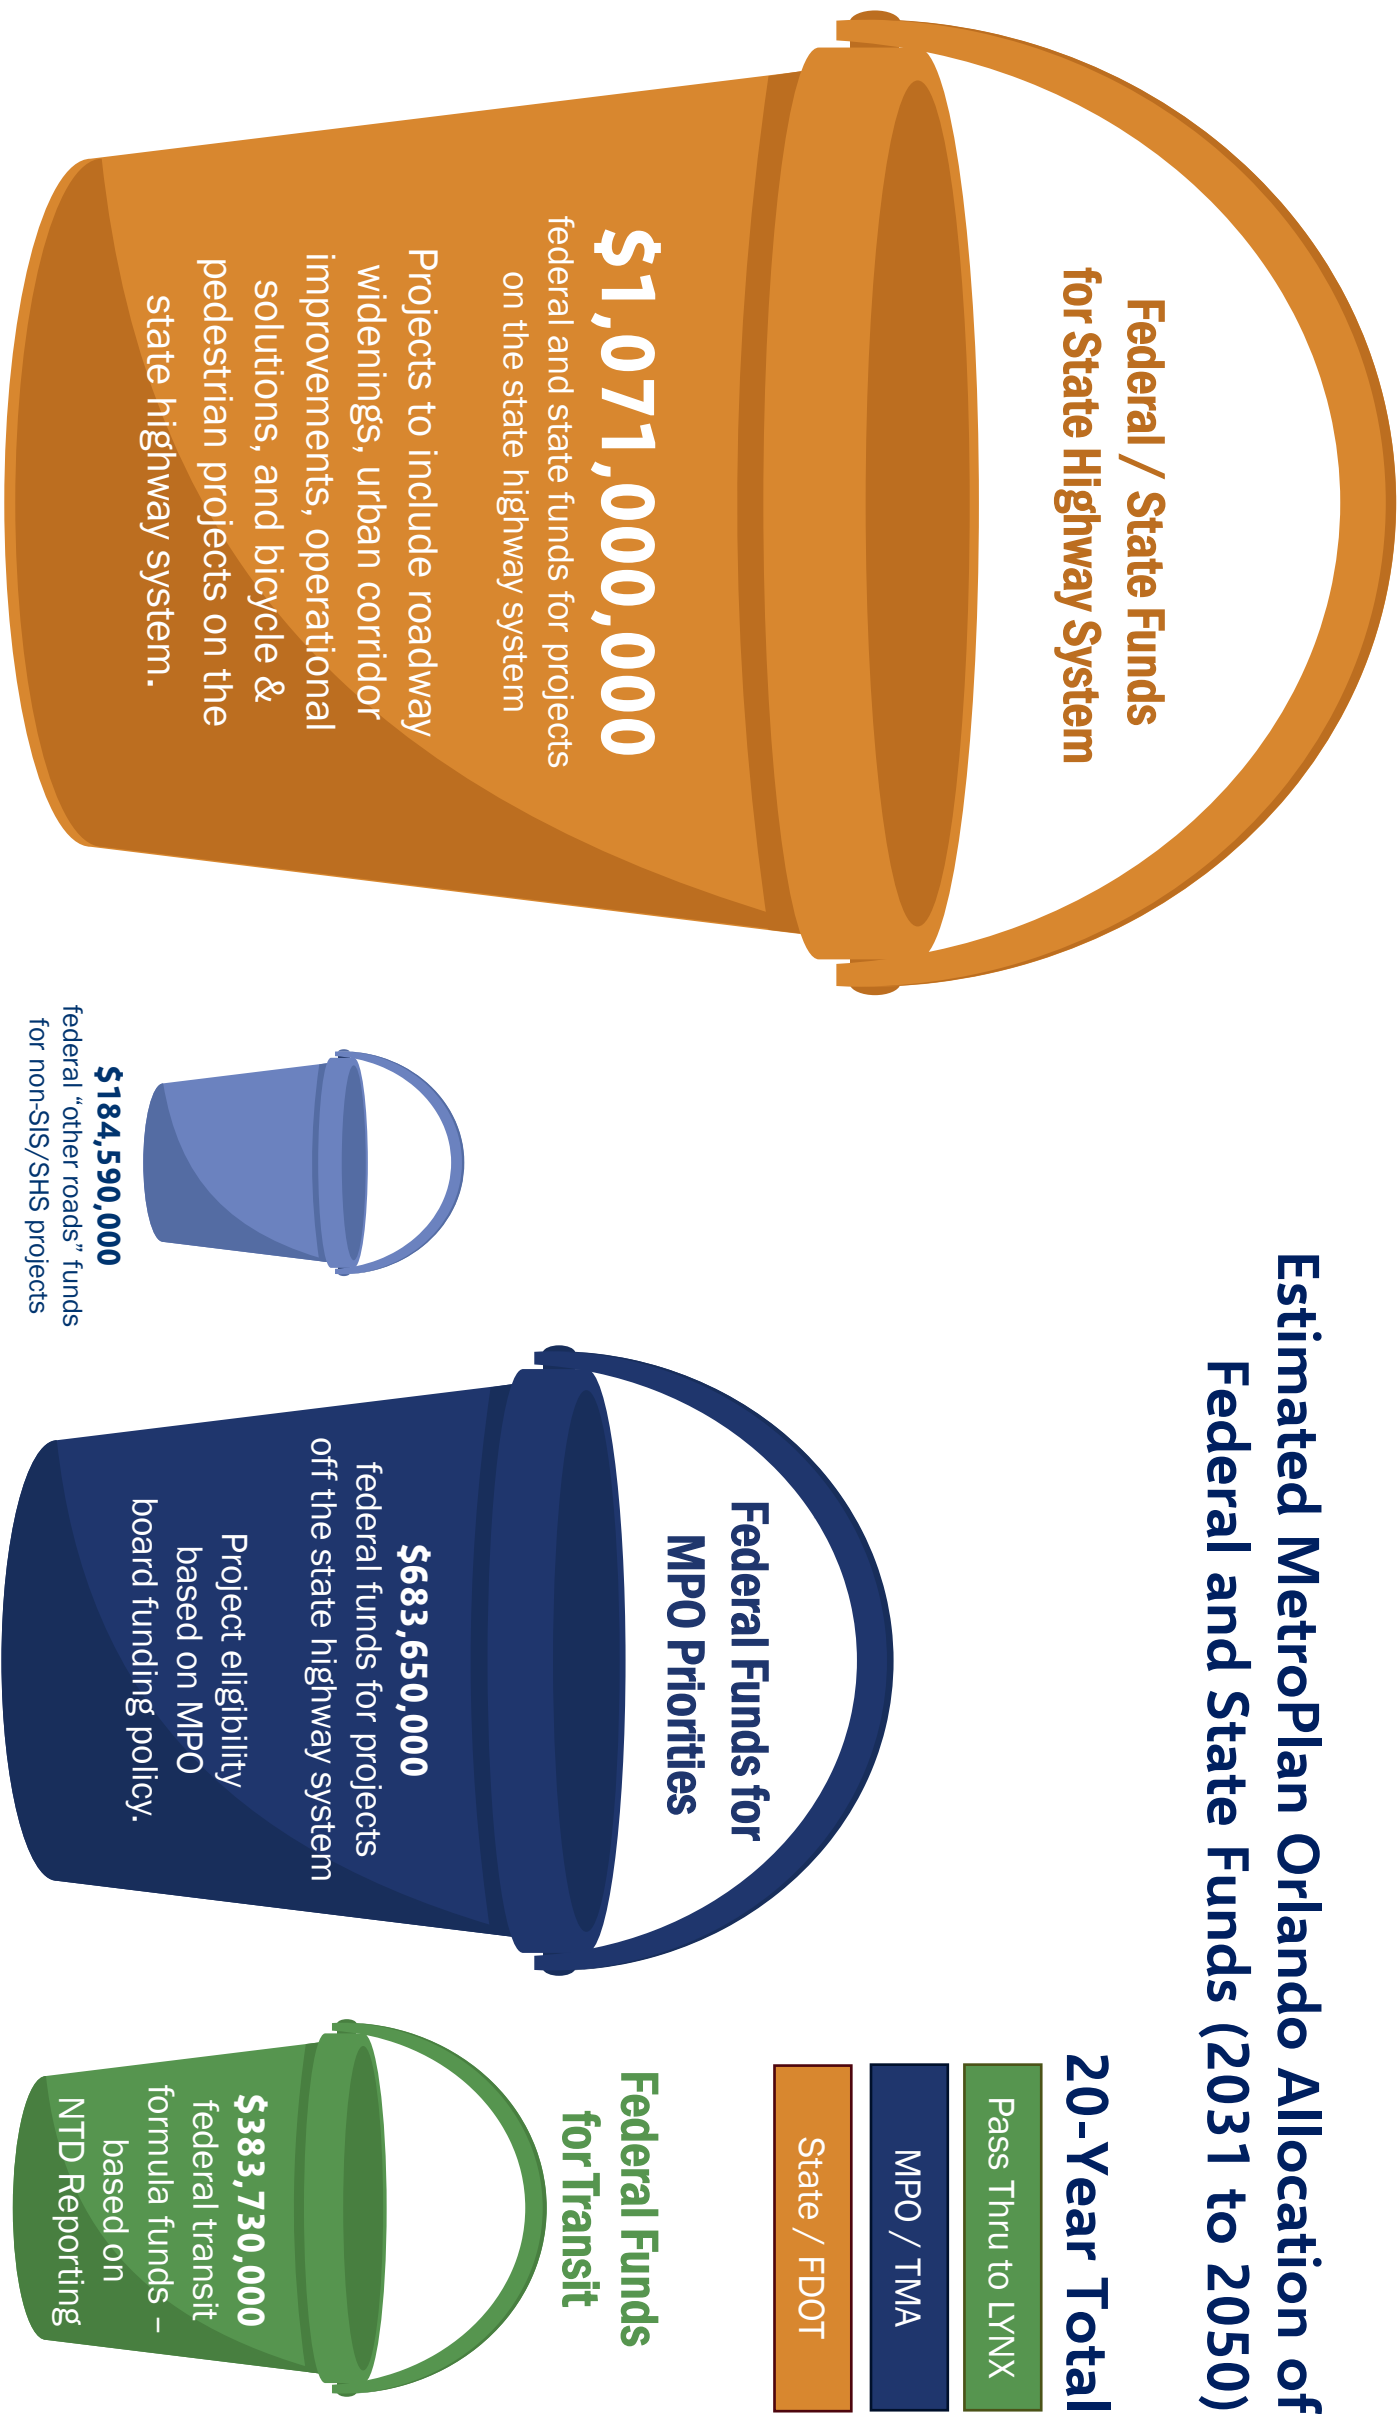 Estimated MetroPlan Orlando Allocation of
Federal and State Funds (2031 to 2050)
20-Year Total
Pass Thru to LYNX
MPO / TMA
State / FDOT
Federal / State Funds
for State Highway System
$1,071,000,000
federal and state funds for projects
on the state highway system
Projects to include roadway
widenings, urban corridor
improvements, operational
solutions, and bicycle &
pedestrian projects on the
state highway system.
$184,590,000
federal “other roads” funds
for non-SIS/SHS projects
Federal Funds for
MPO Priorities
$683,650,000
federal funds for projects
off the state highway system
Project eligibility
based on MPO
board funding policy.
Federal Funds
for Transit
$383,730,000
federal transit
formula funds –
based on
NTD Reporting